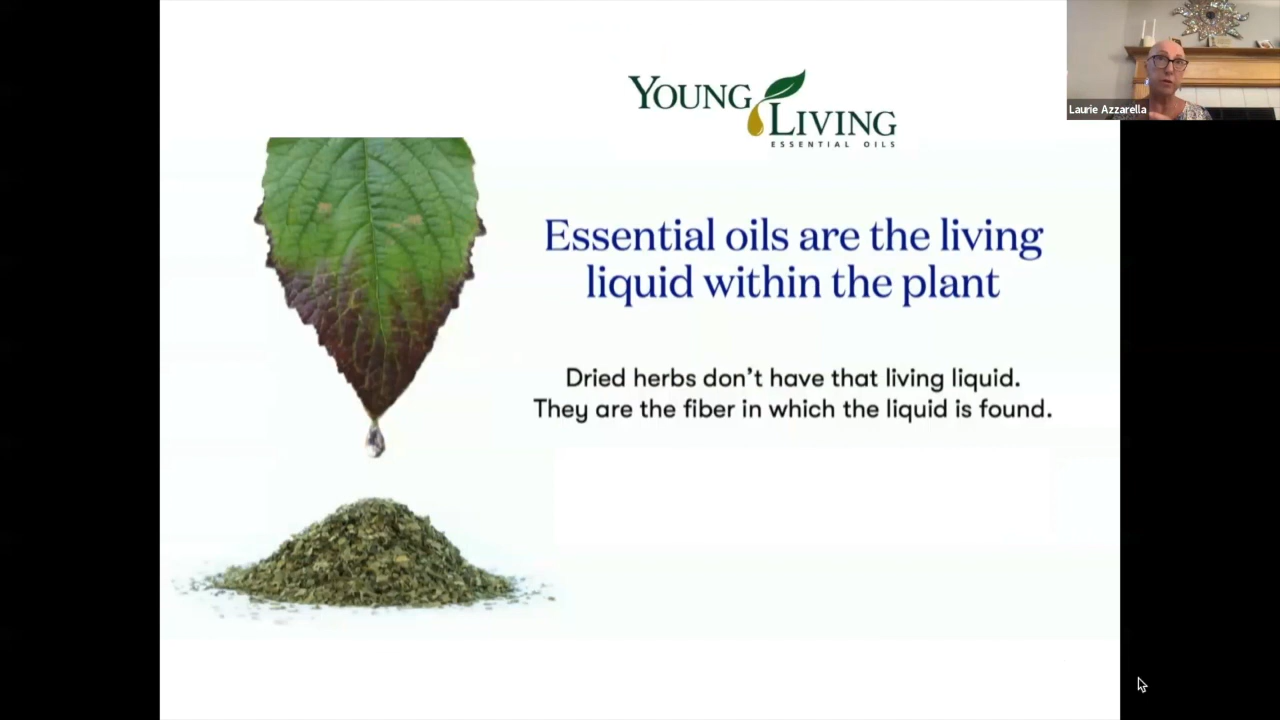 YOUNG
LIVING
ESSENTIAL OILS
Laurie Azzarella
Essential oils are the living
liquid within the plant
Dried herbs don't have that living liquid.
They are the fiber in which the liquid is found.